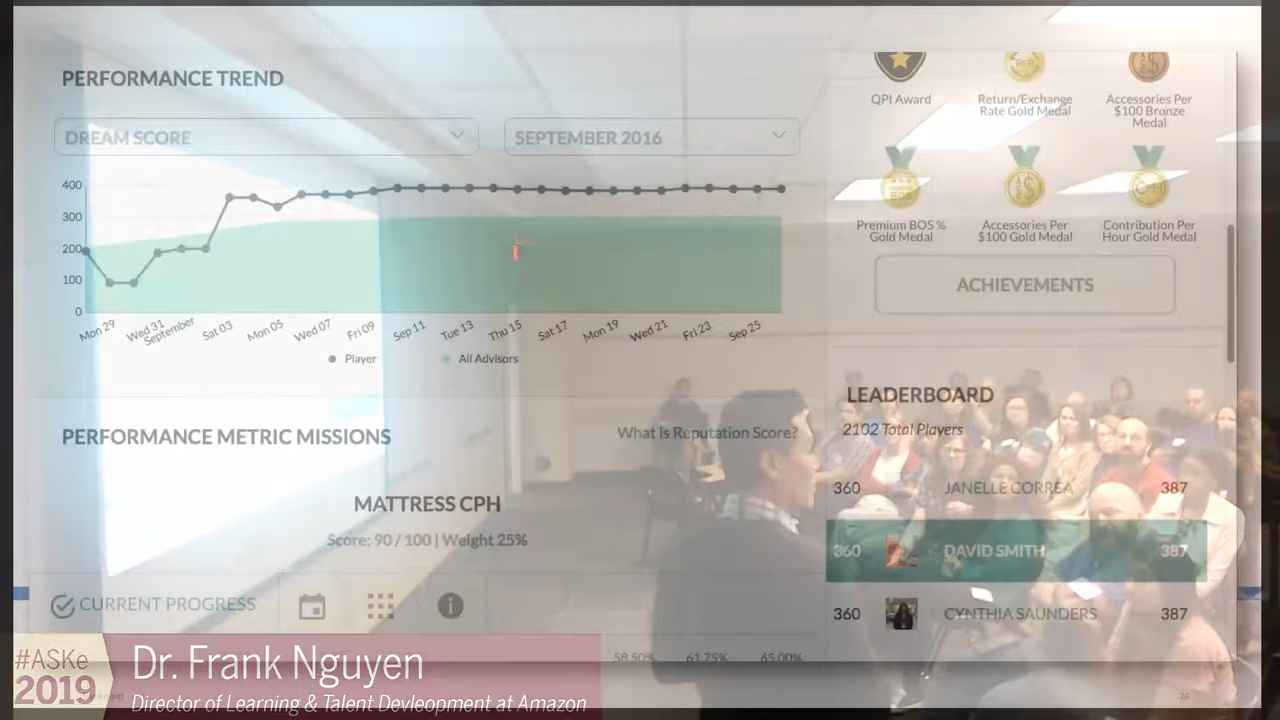 PERFORMANCE TREND
DREAM SCORE
SEPTEMBER 2016
400
300
200
100
0
Mon 29
Wed 31
September
Sat 03
Mon 05
Wed 07
Fri 09
Sep 11
Tue 13
Thu 15
Sat 17
Mon 19
Wed 21
Fri 23
Sep 25
Player
All Advisors
PERFORMANCE METRIC MISSIONS
What is Reputation Score?
MATTRESS CPH
Score: 90 / 100 | Weight 25%
CURRENT PROGRESS
58.50% 61.75% 65.00%
QPI Award
Return/Exchange
Rate Gold Medal
Accessories Per
$100 Bronze
Medal
Premium BOS %
Gold Medal
Accessories Per
$100 Gold Medal
Contribution Per
Hour Gold Medal
ACHIEVEMENTS
LEADERBOARD
2102 Total Players
360 JANELLE CORREA 387
360 DAVID SMITH 387
360 CYNTHIA SAUNDERS 387
#ASKe
2019
Dr. Frank Nguyen
Director of Learning & Talent Devleopment at Amazon
26